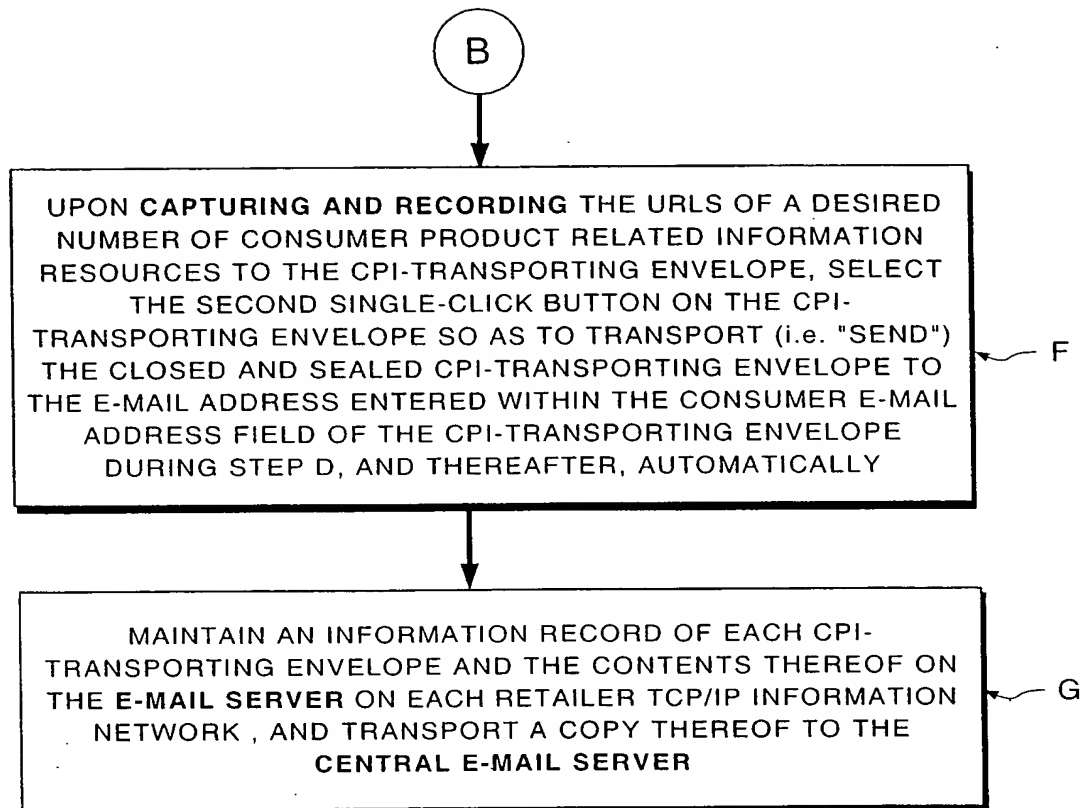 B
UPON CAPTURING AND RECORDING THE URLS OF A DESIRED
NUMBER OF CONSUMER PRODUCT RELATED INFORMATION
RESOURCES TO THE CPI-TRANSPORTING ENVELOPE, SELECT
THE SECOND SINGLE-CLICK BUTTON ON THE CPI-
TRANSPORTING ENVELOPE SO AS TO TRANSPORT (i.e. "SEND")
THE CLOSED AND SEALED CPI-TRANSPORTING ENVELOPE TO
THE E-MAIL ADDRESS ENTERED WITHIN THE CONSUMER E-MAIL
ADDRESS FIELD OF THE CPI-TRANSPORTING ENVELOPE
DURING STEP D, AND THEREAFTER, AUTOMATICALLY
F
MAINTAIN AN INFORMATION RECORD OF EACH CPI-
TRANSPORTING ENVELOPE AND THE CONTENTS THEREOF ON
THE E-MAIL SERVER ON EACH RETAILER TCP/IP INFORMATION
NETWORK , AND TRANSPORT A COPY THEREOF TO THE
CENTRAL E-MAIL SERVER
G